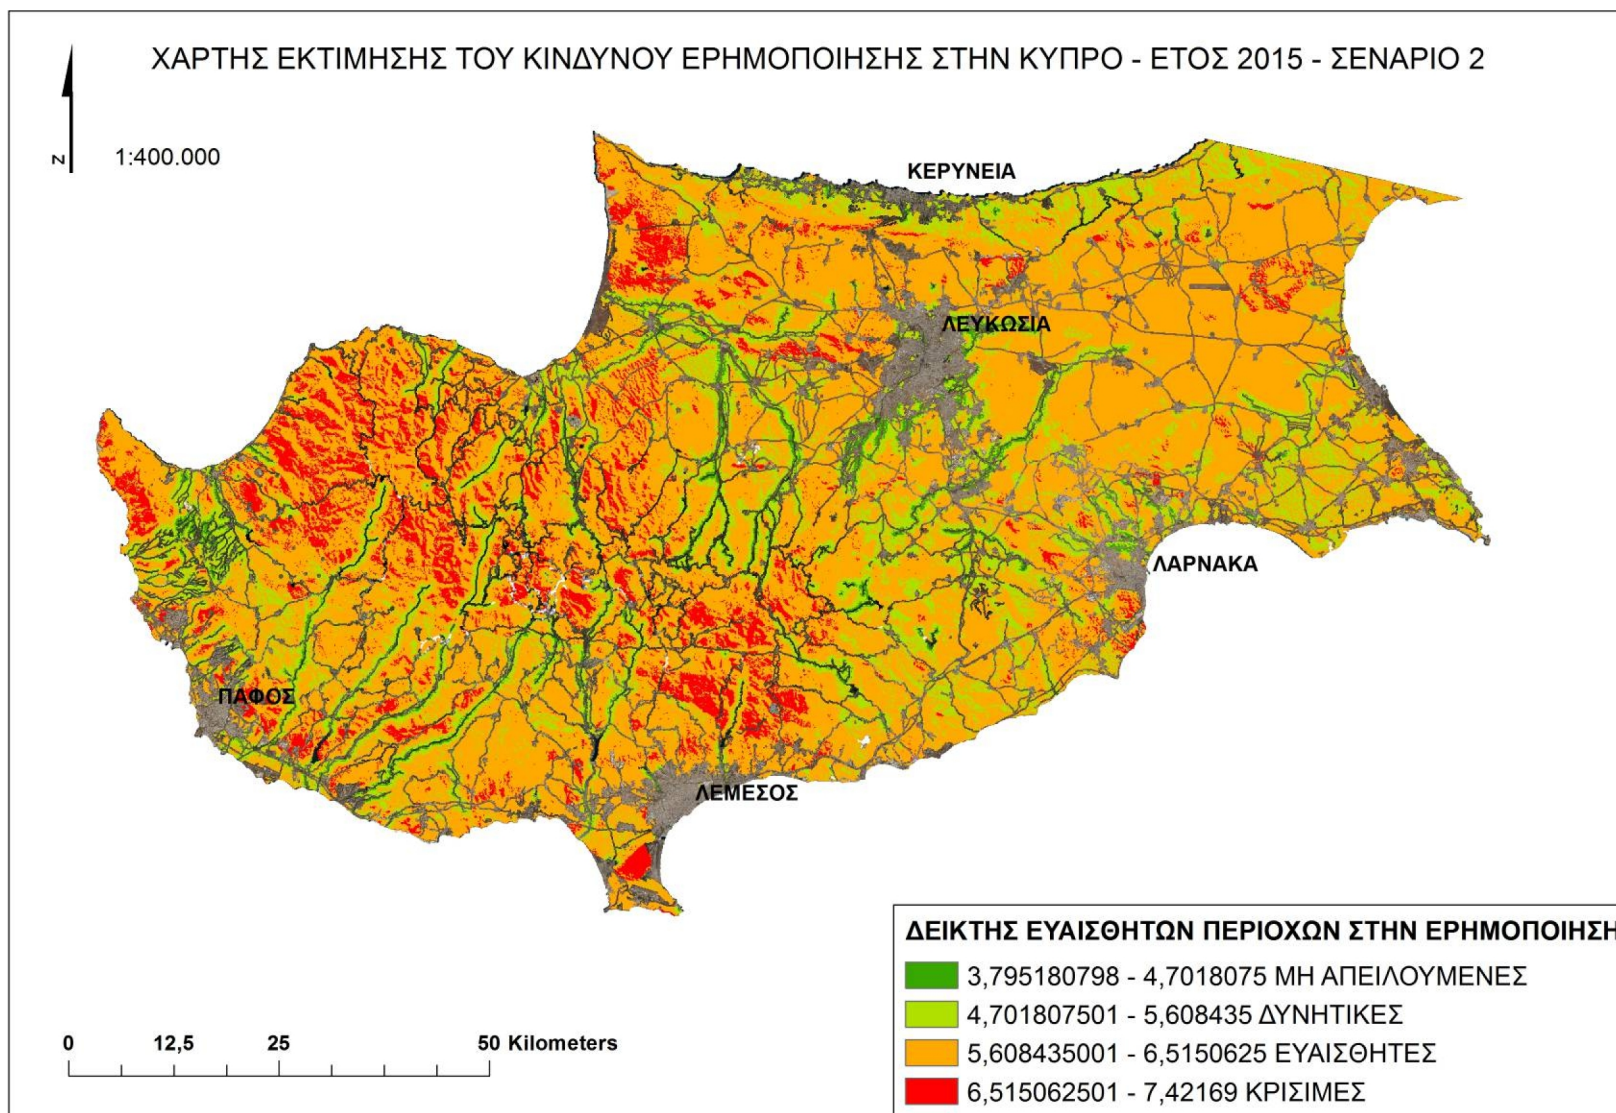 ΧΑΡΤΗΣ ΕΚΤΙΜΗΣΗΣ ΤΟΥ ΚΙΝΔΥΝΟΥ ΕΡΗΜΟΠΟΙΗΣΗΣ ΣΤΗΝ ΚΥΠΡΟ - ΕΤΟΣ 2015 - ΣΕΝΑΡΙΟ 2
Z
1:400.000
ΚΕΡΥΝΕΙΑ
ΛΕΥΚΩΣΙΑ
ΛΑΡΝΑΚΑ
ΠΑΦΟΣ
ΛΕΜΕΣΟΣ
ΔΕΙΚΤΗΣ ΕΥΑΙΣΘΗΤΩΝ ΠΕΡΙΟΧΩΝ ΣΤΗΝ ΕΡΗΜΟΠΟΙΗΣΗ
3,795180798 - 4,7018075 ΜΗ ΑΠΕΙΛΟΥΜΕΝΕΣ
4,701807501 - 5,608435 ΔΥΝΗΤΙΚΕΣ
5,608435001 - 6,5150625 ΕΥΑΙΣΘΗΤΕΣ
6,515062501 - 7,42169 ΚΡΙΣΙΜΕΣ
0 12,5 25 50 Kilometers